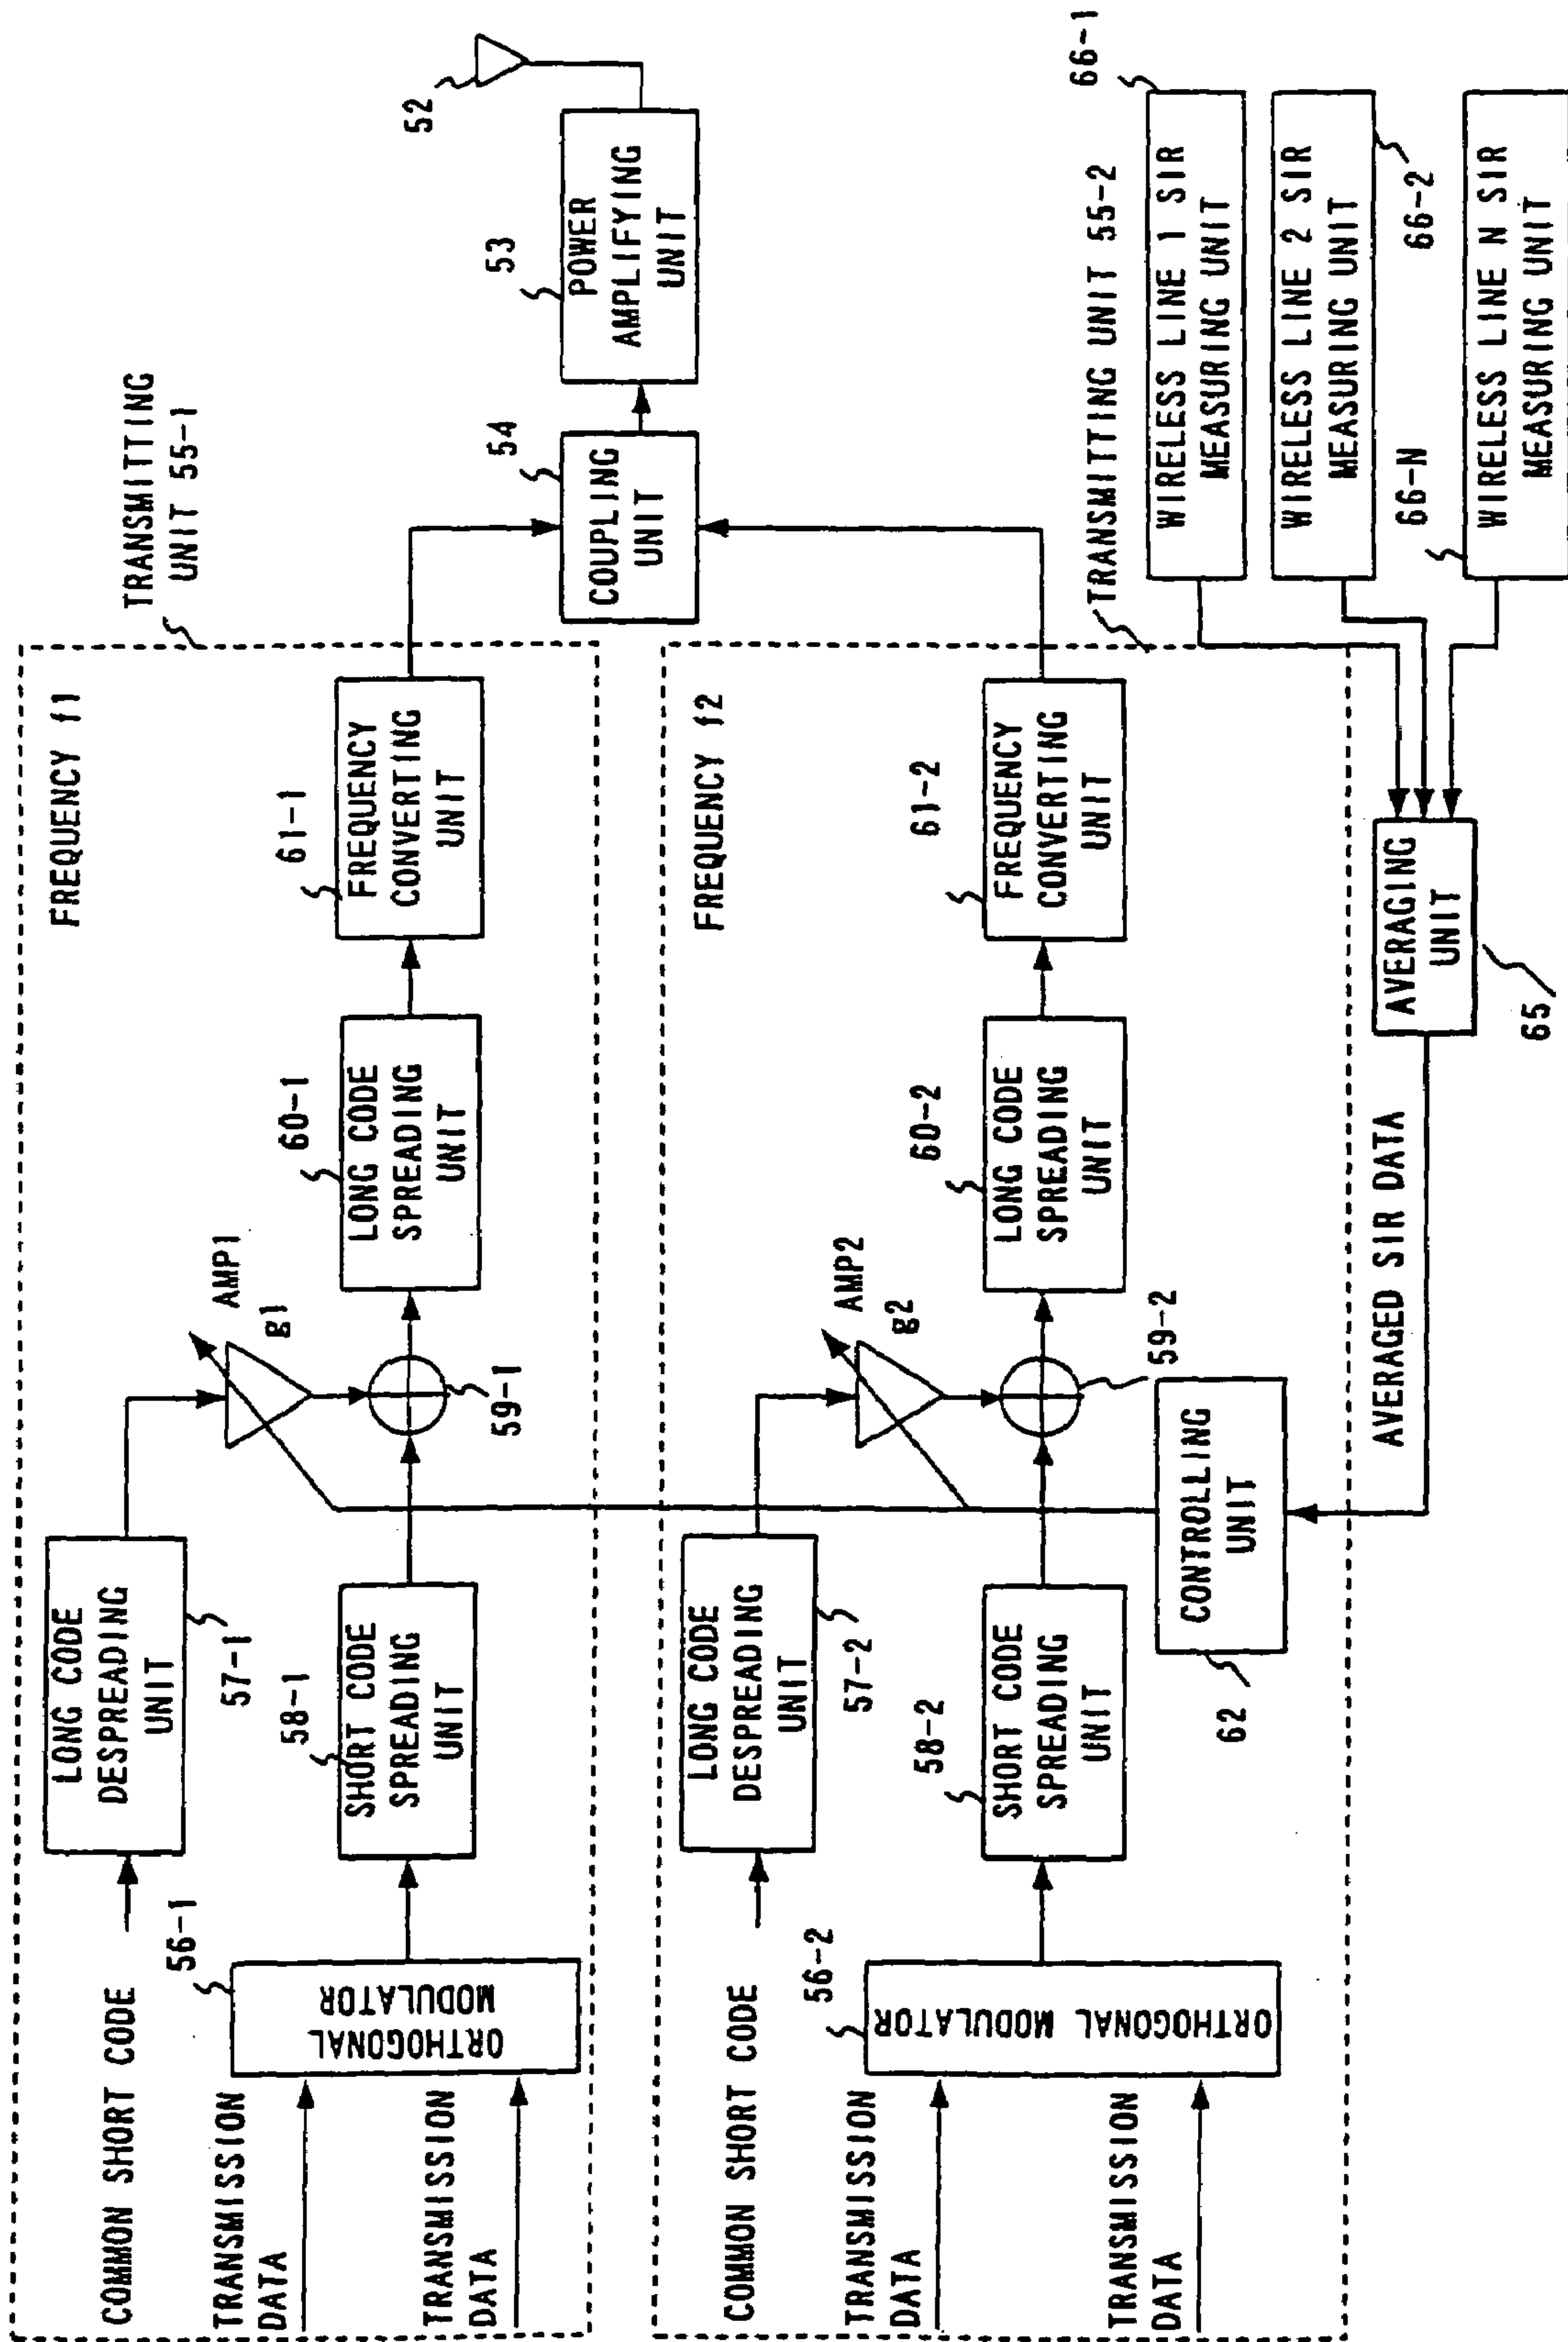 TRANSMITTING
UNIT 55-1
FREQUENCY f1
COMMON SHORT CODE
LONG CODE
DESPREADING
UNIT
57-1
AMP1
g1
TRANSMISSION
DATA
TRANSMISSION
DATA
56-1
ORTHOGONAL
MODULATOR
58-1
SHORT CODE
SPREADING
UNIT
59-1
60-1
LONG CODE
SPREADING
UNIT
61-1
FREQUENCY
CONVERTING
UNIT
54
COUPLING
UNIT
53
POWER
AMPLIFYING
UNIT
52
FREQUENCY f2
COMMON SHORT CODE
LONG CODE
DESPREADING
UNIT
57-2
AMP2
g2
TRANSMISSION
DATA
TRANSMISSION
DATA
56-2
ORTHOGONAL MODULATOR
58-2
SHORT CODE
SPREADING
UNIT
59-2
60-2
LONG CODE
SPREADING
UNIT
61-2
FREQUENCY
CONVERTING
UNIT
TRANSMITTING UNIT 55-2
CONTROLLING
UNIT
62
AVERAGED SIR DATA
AVERAGING
UNIT
65
66-1
WIRELESS LINE 1 SIR
MEASURING UNIT
WIRELESS LINE 2 SIR
MEASURING UNIT
66-2
66-N
WIRELESS LINE N SIR
MEASURING UNIT